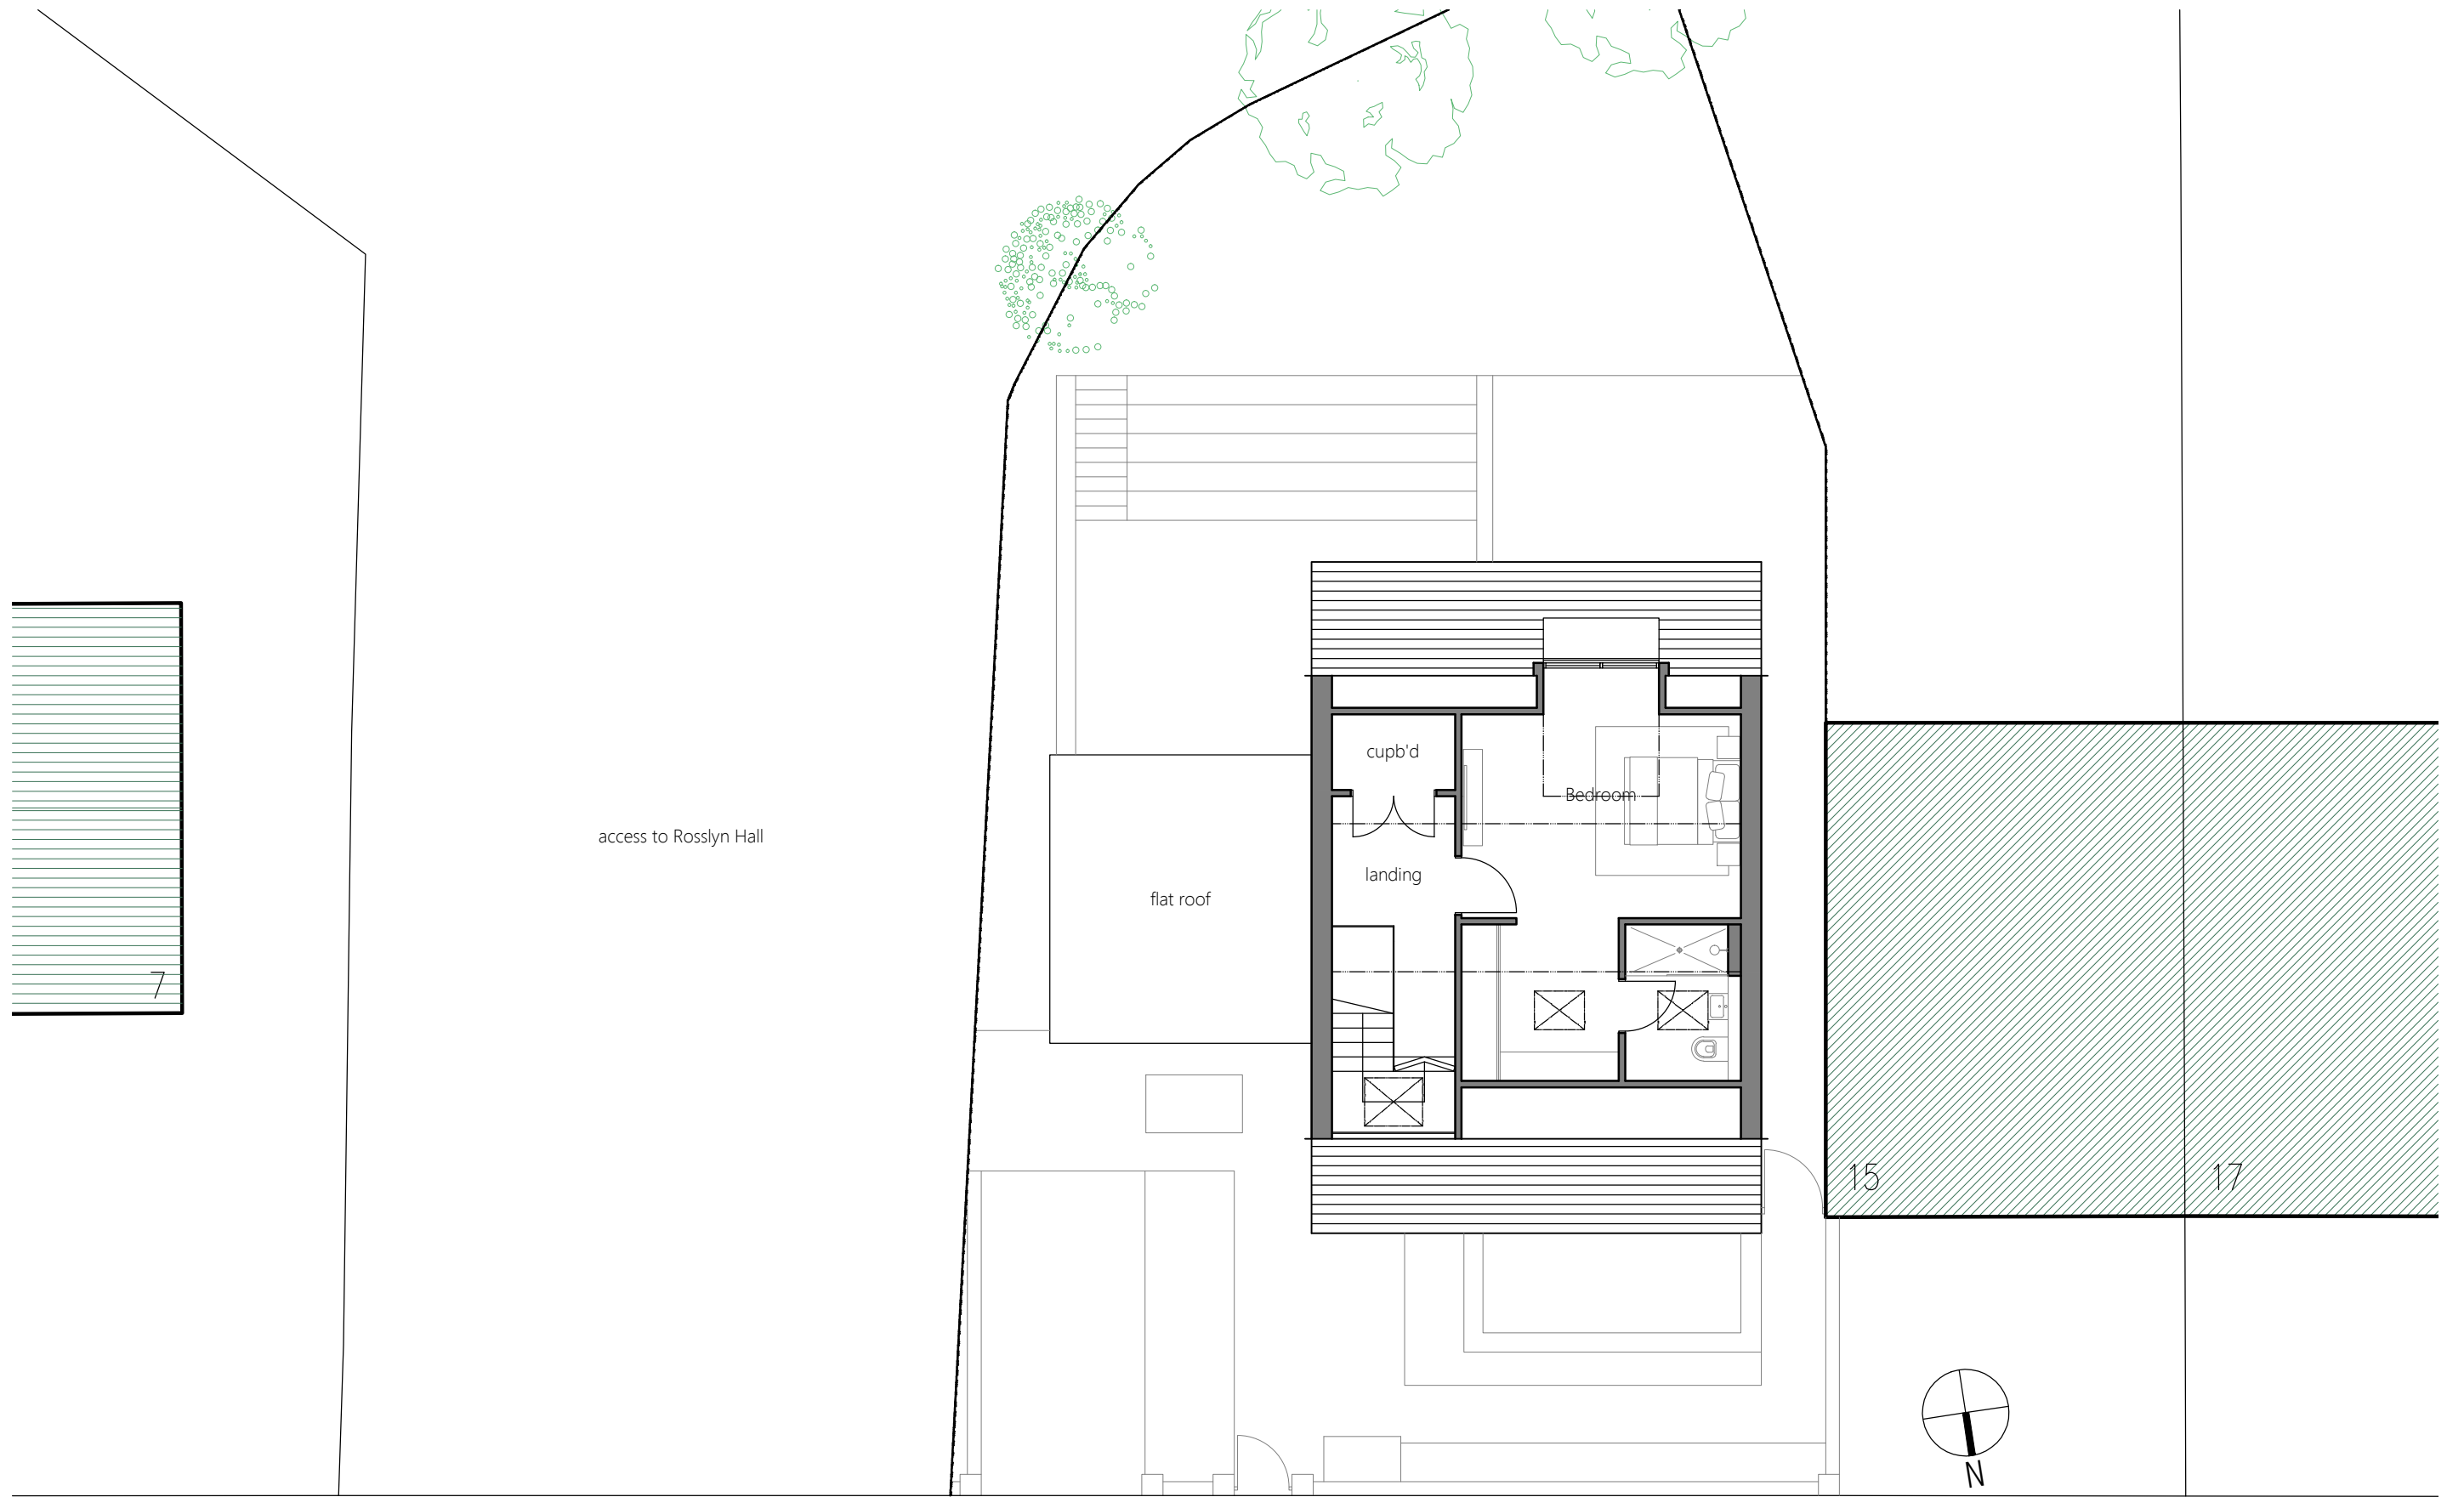 cupb'd
Bedroom
access to Rosslyn Hall
landing
flat roof
7
15
17
N